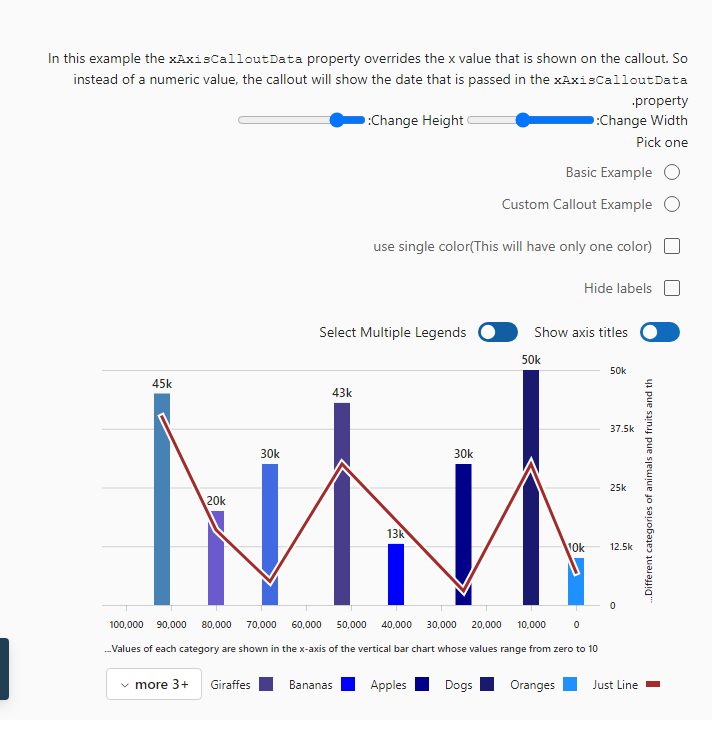 In this example the xAxisCalloutData property overrides the x value that is shown on the callout. So
instead of a numeric value, the callout will show the date that is passed in the xAxisCalloutData
.property
:Change Width
:Change Height
Pick one
Basic Example
Custom Callout Example
use single color(This will have only one color)
Hide labels
Show axis titles
Select Multiple Legends
50k
45k
43k
30k
30k
20k
13k
10k
50k
37.5k
25k
12.5k
0
...Different categories of animals and fruits and th
100,000 90,000 80,000 70,000 60,000 50,000 40,000 30,000 20,000 10,000 0
...Values of each category are shown in the x-axis of the vertical bar chart whose values range from zero to 10
Just Line
Oranges
Dogs
Apples
Bananas
Giraffes
more 3+